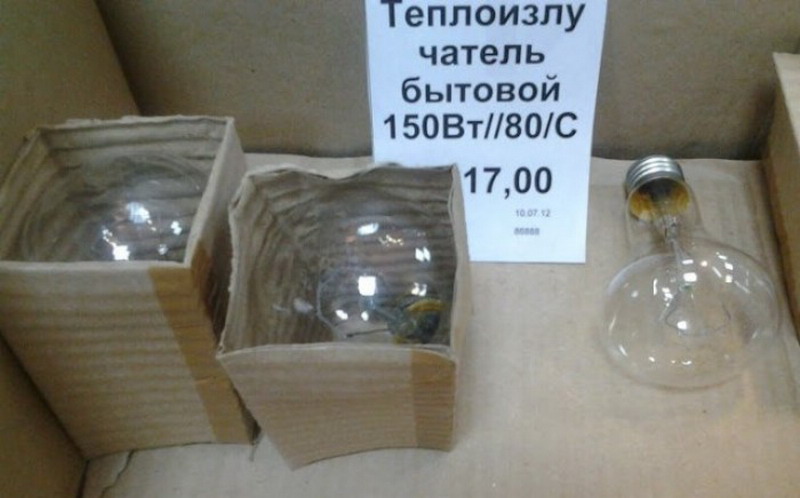 Теплоизлу
чатель
бытовой
150Вт//80/С
17,00
10.07.12
86888